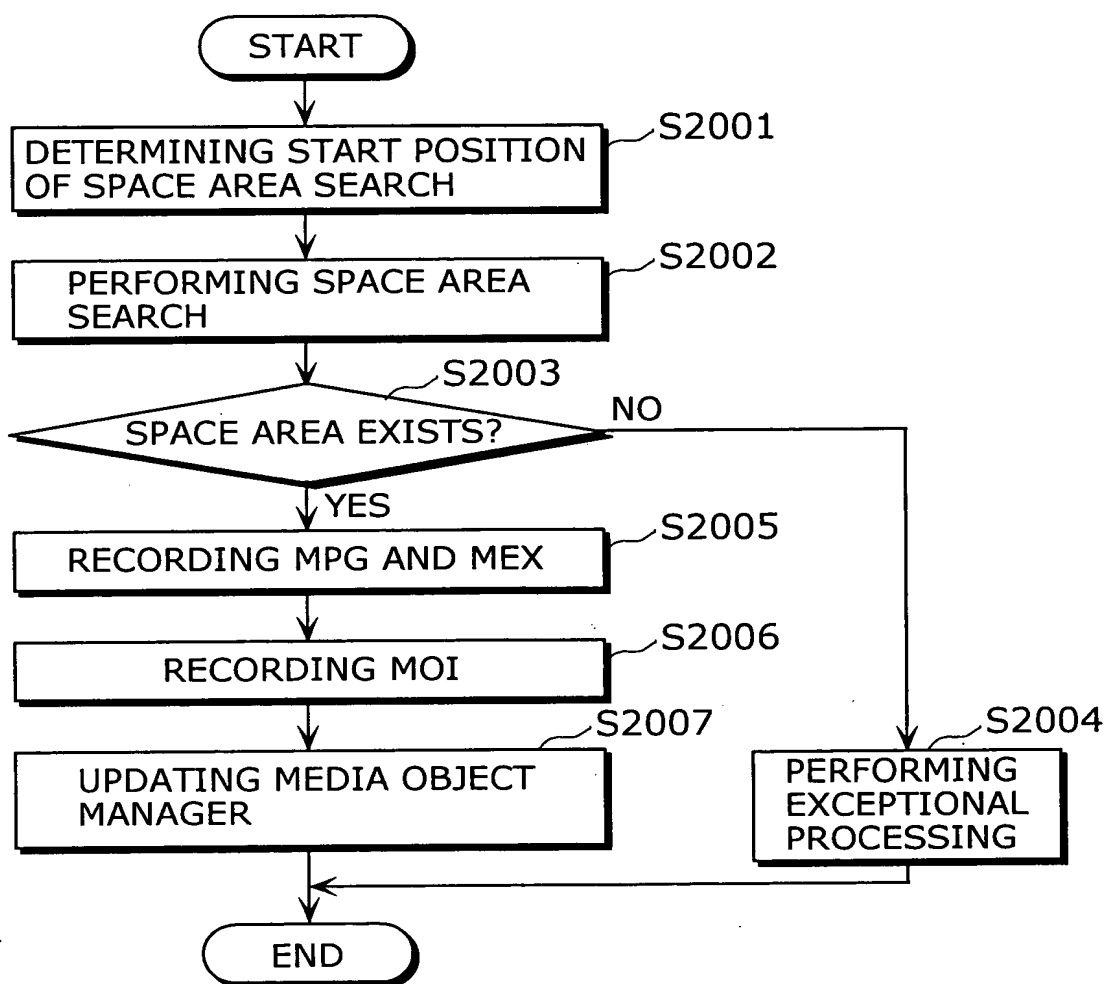 START
S2001
DETERMINING START POSITION
OF SPACE AREA SEARCH
S2002
PERFORMING SPACE AREA
SEARCH
S2003
SPACE AREA EXISTS?
NO
YES
S2005
RECORDING MPG AND MEX
S2006
RECORDING MOI
S2007
UPDATING MEDIA OBJECT
MANAGER
S2004
PERFORMING
EXCEPTIONAL
PROCESSING
END